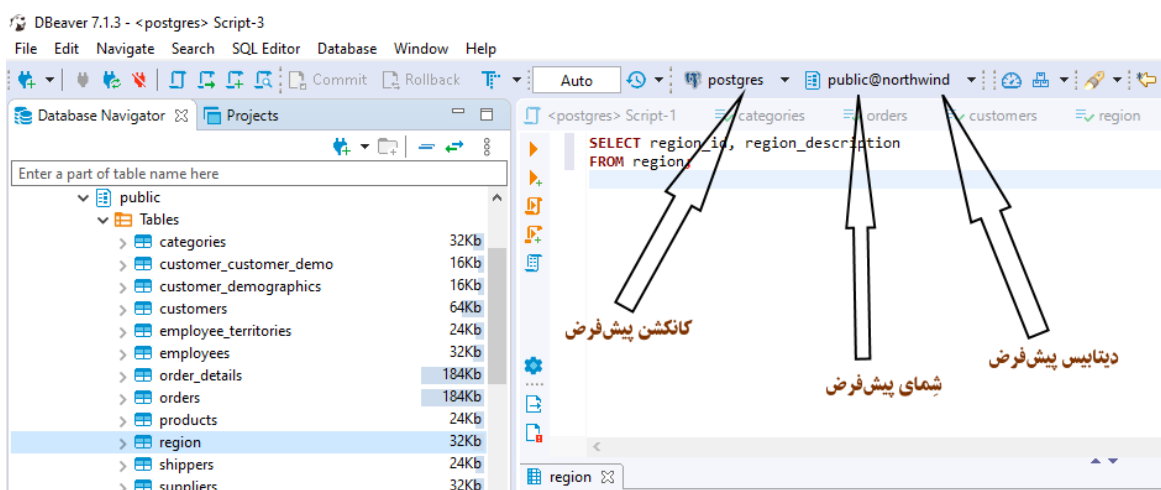 DBeaver 7.1.3 - <postgres> Script-3
File Edit Navigate Search SQL Editor Database Window Help
Commit Rollback Auto postgres public@northwind
Database Navigator Projects
<postgres> Script-1 categories orders customers region
Enter a part of table name here
SELECT region_id, region_description
FROM region;
public
Tables
categories 32Kb
customer_customer_demo 16Kb
customer_demographics 16Kb
customers 64Kb
employee_territories 24Kb
employees 32Kb
order_details 184Kb
orders 184Kb
products 24Kb
region 32Kb
shippers 24Kb
suppliers 32Kb
کانکشن پیش‌فرض
شِمای پیش‌فرض
دیتابیس پیش‌فرض
region